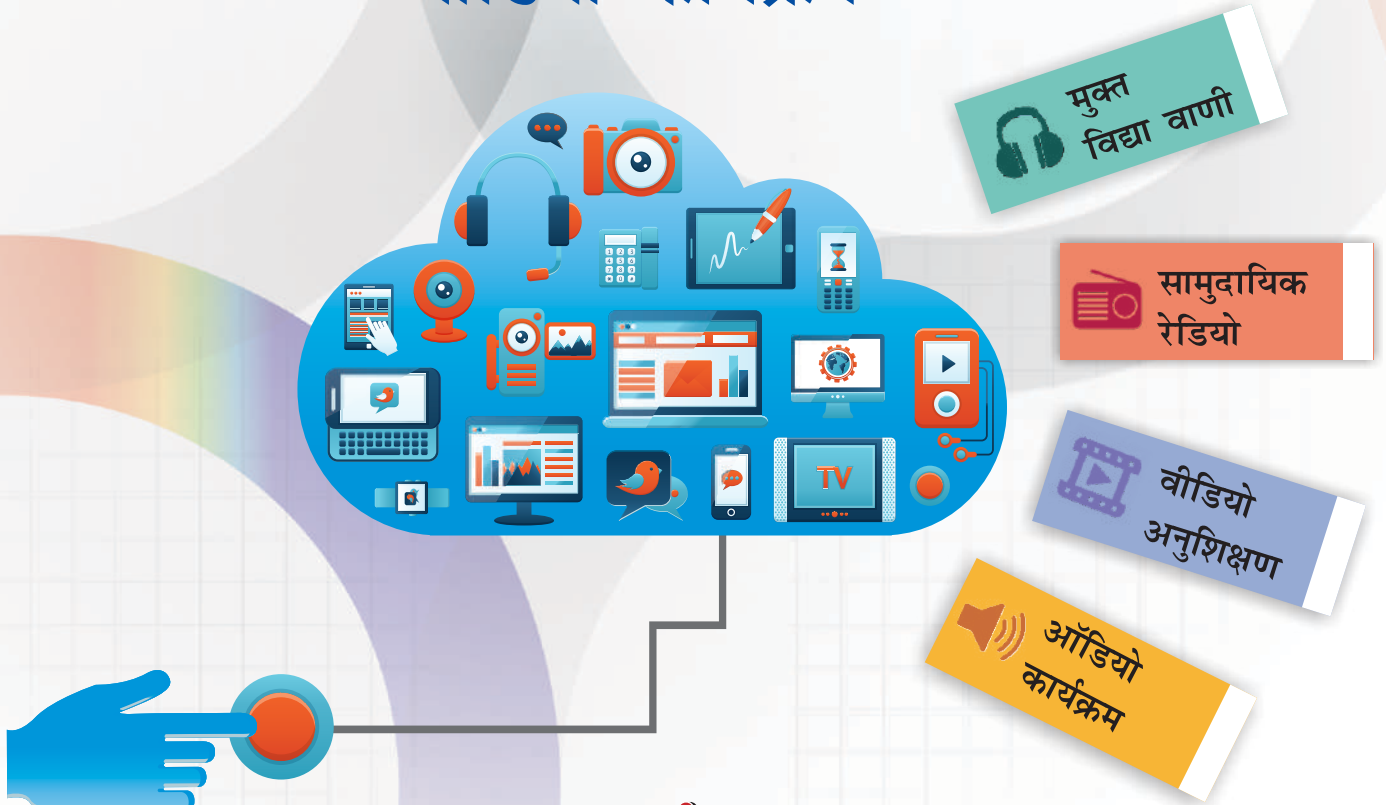 मुक्त
विद्या वाणी
सामुदायिक
रेडियो
TV
वीडियो
अनुशिक्षण
ऑडियो
कार्यक्रम